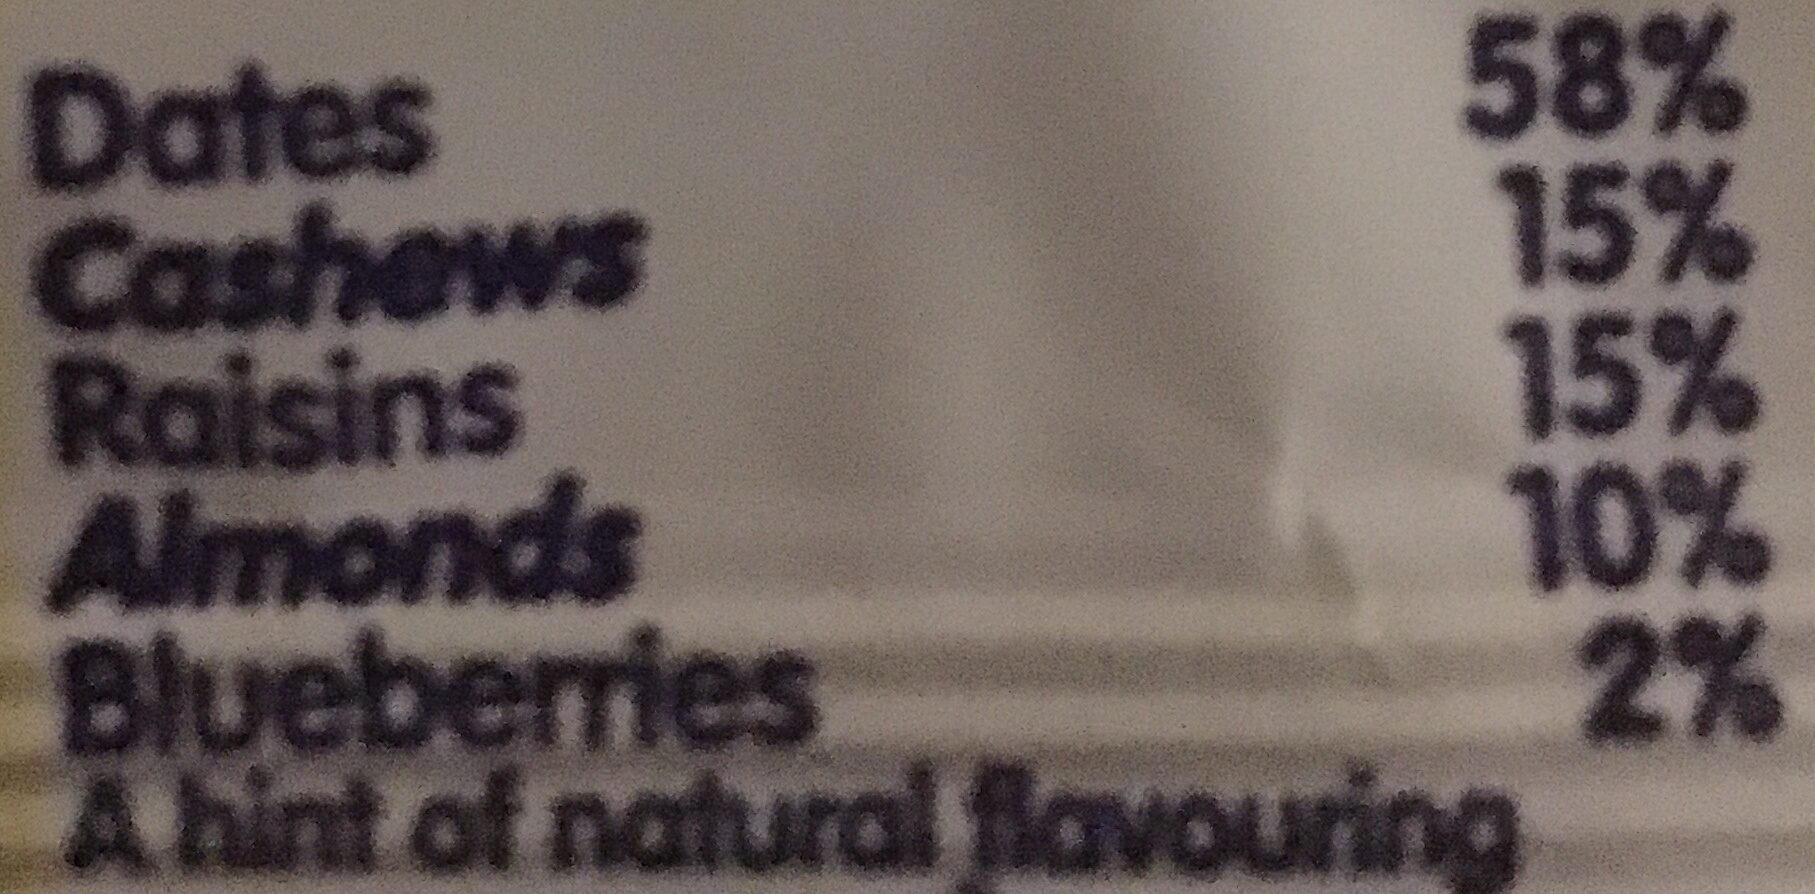 Dates 58%
Cashews 15%
Raisins 15%
Almonds 10%
Blueberries 2%
A hint of natural flavouring